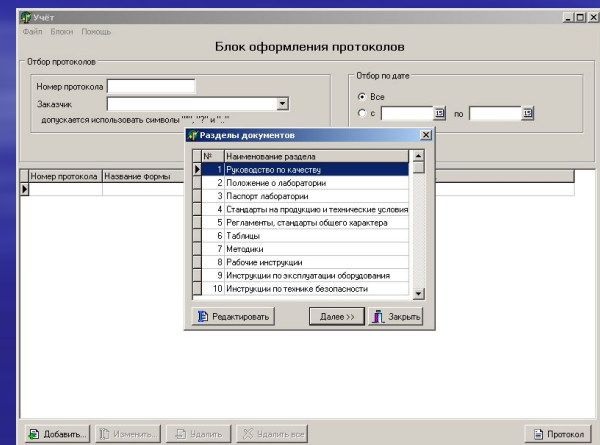 Учёт
Файл Блоки Помощь
Блок оформления протоколов
Отбор протоколов
Номер протокола
Заказчик
допускается использовать символы "*", "?" и ".."
Отбор по дате
Все
с 15 по 15
Разделы документов
№ Наименование раздела
1 Руководство по качеству
2 Положение о лаборатории
3 Паспорт лаборатории
4 Стандарты на продукцию и технические условия
5 Регламенты, стандарты общего характера
6 Таблицы
7 Методики
8 Рабочие инструкции
9 Инструкции по эксплуатации оборудования
10 Инструкции по технике безопасности
Редактировать Далее >> Закрыть
Номер протокола Название формы
Добавить... Изменить... Удалить Удалить все Протокол